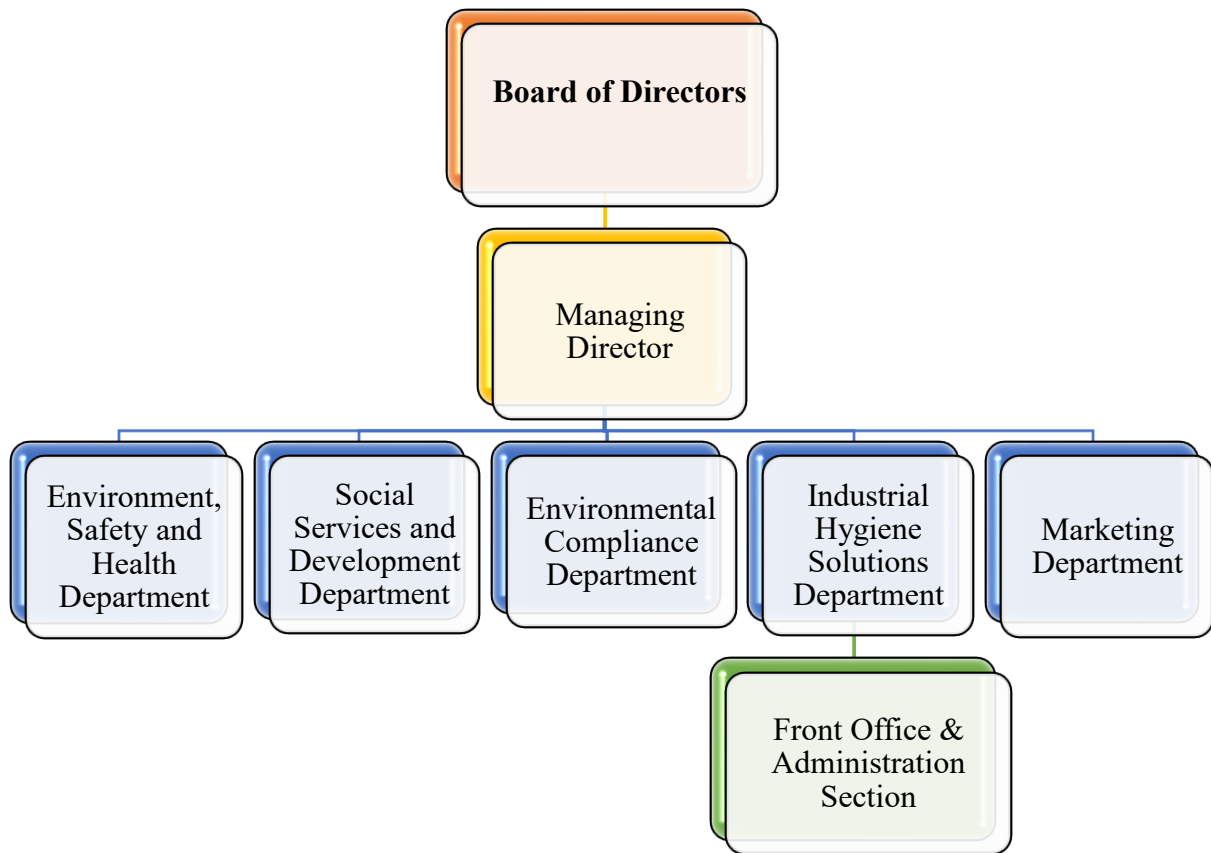 Board of Directors
Managing
Director
Environment,
Safety and
Health
Department
Social
Services and
Development
Department
Environmental
Compliance
Department
Industrial
Hygiene
Solutions
Department
Marketing
Department
Front Office &
Administration
Section